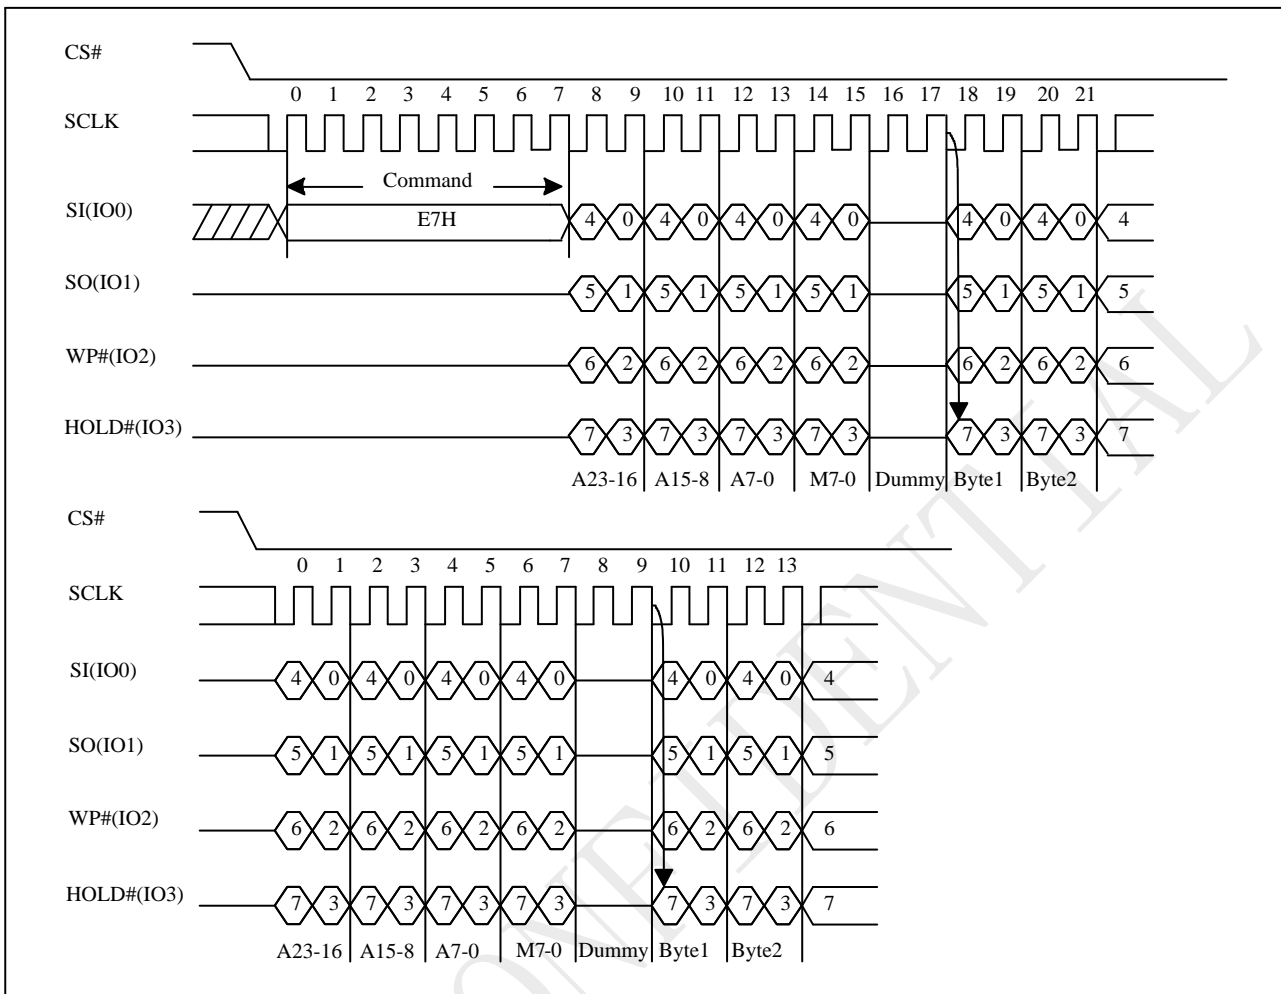 CS#
0 1 2 3 4 5 6 7 8 9 10 11 12 13 14 15 16 17 18 19 20 21
SCLK
Command
SI(IO0) E7H 4 0 4 0 4 0 4 0 4 0 4 0 4
SO(IO1) 5 1 5 1 5 1 5 1 5 1 5 1 5
WP#(IO2) 6 2 6 2 6 2 6 2 6 2 6 2 6
HOLD#(IO3) 7 3 7 3 7 3 7 3 7 3 7 3 7
A23-16 A15-8 A7-0 M7-0 Dummy Byte1 Byte2
CS#
0 1 2 3 4 5 6 7 8 9 10 11 12 13
SCLK
SI(IO0) 4 0 4 0 4 0 4 0 4 0 4 0 4
SO(IO1) 5 1 5 1 5 1 5 1 5 1 5 1 5
WP#(IO2) 6 2 6 2 6 2 6 2 6 2 6 2 6
HOLD#(IO3) 7 3 7 3 7 3 7 3 7 3 7 3 7
A23-16 A15-8 A7-0 M7-0 Dummy Byte1 Byte2
ONFIDENTIAL